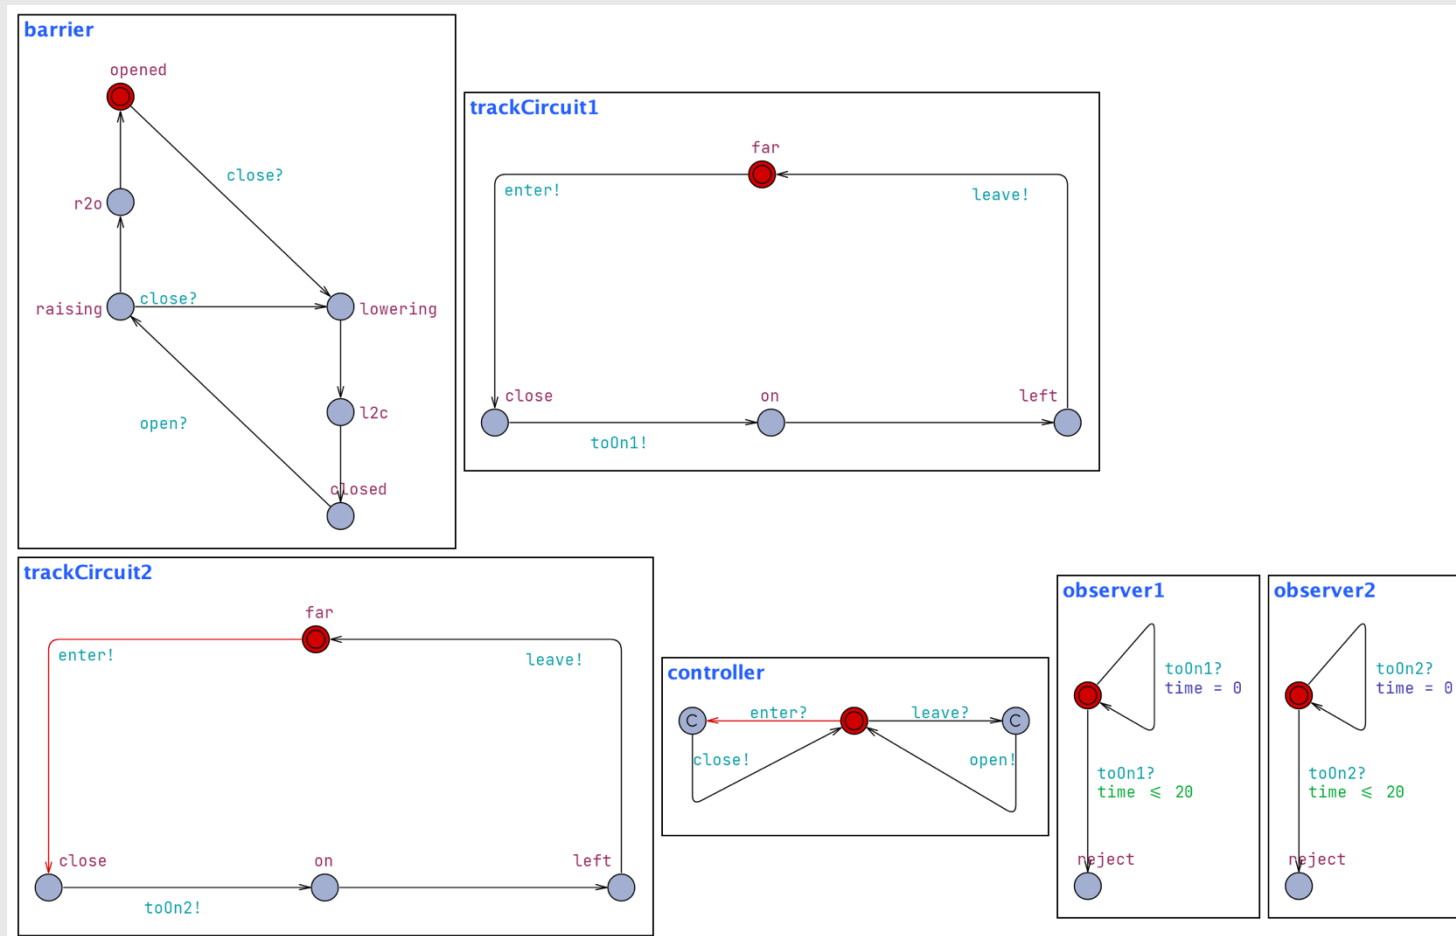 barrier
opened
close?
r2o
raising
close?
lowering
open?
l2c
closed
trackCircuit1
far
enter!
leave!
close
on
left
toOn1!
trackCircuit2
far
enter!
leave!
close
on
left
toOn2!
controller
C
enter?
leave?
C
close!
open!
observer1
toOn1?
time = 0
toOn1?
time ⩽ 20
reject
observer2
toOn2?
time = 0
toOn2?
time ⩽ 20
reject